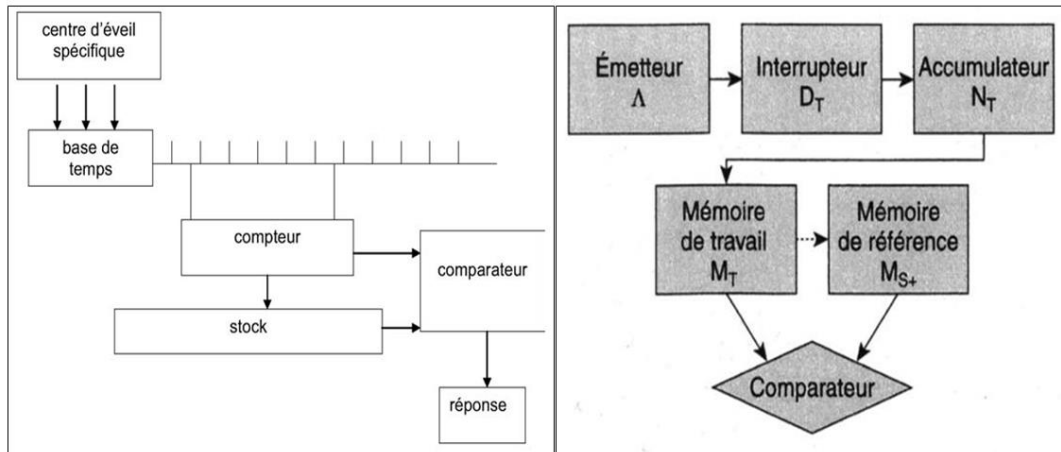 centre d'éveil
spécifique
base de
temps
compteur
comparateur
stock
réponse
Émetteur
Λ
Interrupteur
D_T
Accumulateur
N_T
Mémoire
de travail
M_T
Mémoire
de référence
M_S+
Comparateur